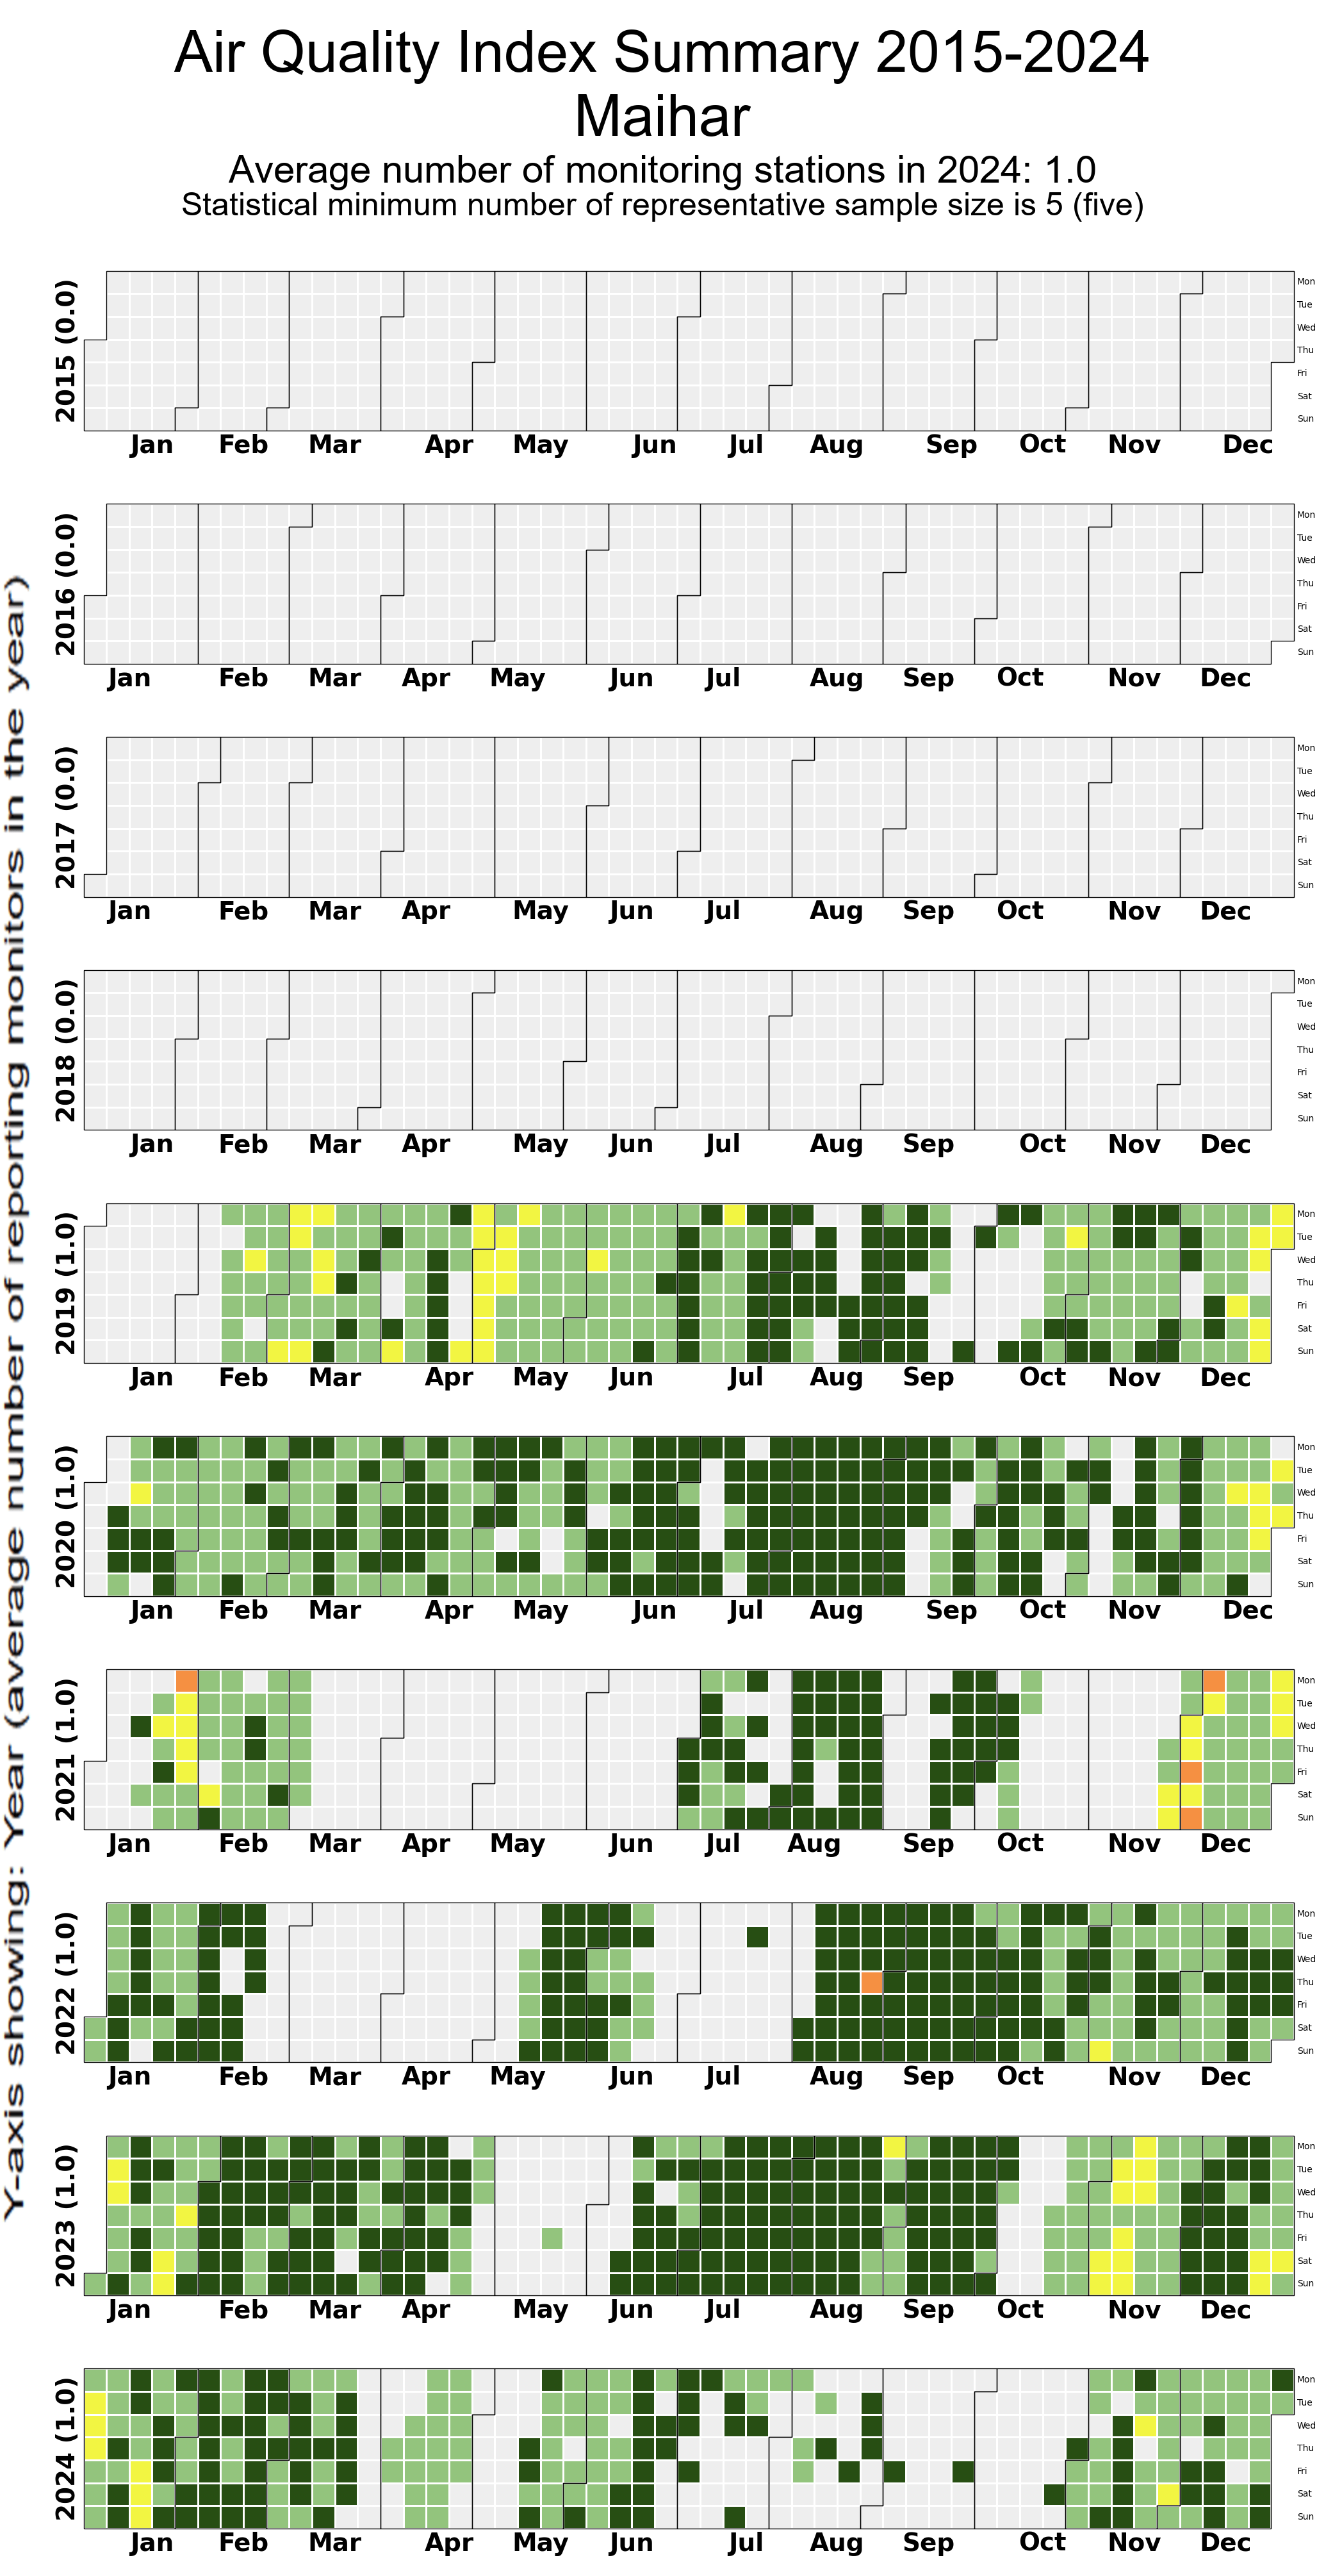 Air Quality Index Summary 2015-2024
Maihar
Average number of monitoring stations in 2024: 1.0
Statistical minimum number of representative sample size is 5 (five)
Y-axis showing: Year (average number of reporting monitors in the year)
2015 (0.0)
Mon
Tue
Wed
Thu
Fri
Sat
Sun
Jan Feb Mar Apr May Jun Jul Aug Sep Oct Nov Dec
2016 (0.0)
Mon
Tue
Wed
Thu
Fri
Sat
Sun
Jan Feb Mar Apr May Jun Jul Aug Sep Oct Nov Dec
2017 (0.0)
Mon
Tue
Wed
Thu
Fri
Sat
Sun
Jan Feb Mar Apr May Jun Jul Aug Sep Oct Nov Dec
2018 (0.0)
Mon
Tue
Wed
Thu
Fri
Sat
Sun
Jan Feb Mar Apr May Jun Jul Aug Sep Oct Nov Dec
2019 (1.0)
Mon
Tue
Wed
Thu
Fri
Sat
Sun
Jan Feb Mar Apr May Jun Jul Aug Sep Oct Nov Dec
2020 (1.0)
Mon
Tue
Wed
Thu
Fri
Sat
Sun
Jan Feb Mar Apr May Jun Jul Aug Sep Oct Nov Dec
2021 (1.0)
Mon
Tue
Wed
Thu
Fri
Sat
Sun
Jan Feb Mar Apr May Jun Jul Aug Sep Oct Nov Dec
2022 (1.0)
Mon
Tue
Wed
Thu
Fri
Sat
Sun
Jan Feb Mar Apr May Jun Jul Aug Sep Oct Nov Dec
2023 (1.0)
Mon
Tue
Wed
Thu
Fri
Sat
Sun
Jan Feb Mar Apr May Jun Jul Aug Sep Oct Nov Dec
2024 (1.0)
Mon
Tue
Wed
Thu
Fri
Sat
Sun
Jan Feb Mar Apr May Jun Jul Aug Sep Oct Nov Dec